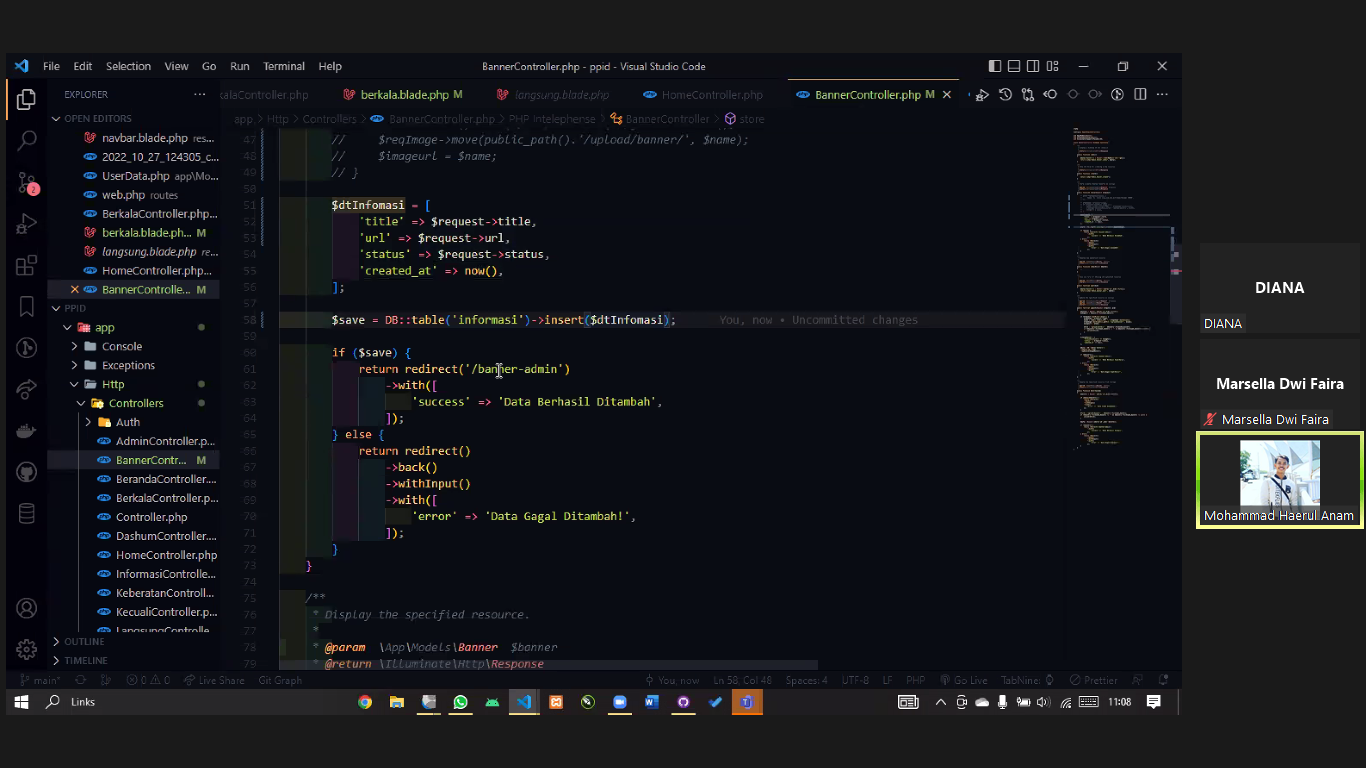 File Edit Selection View Go Run Terminal Help
BannerController.php - ppid - Visual Studio Code
EXPLORER
OPEN EDITORS
navbar.blade.php res...
2022_10_27_124305_c...
UserData.php app\Mo...
web.php routes
BerkalaController.php...
berkala.blade.ph... M
langsung.blade.php...
HomeController.php...
BannerControlle... M
PPID
app
Console
Exceptions
Http
Controllers
Auth
AdminController.p...
BannerContr... M
BerandaController...
BerkalaController.p...
Controller.php
DashumController...
HomeController.php
InformasiControlle...
KeberatanControll...
KecualiController.p...
LangsungControlle
OUTLINE
TIMELINE
2
kalaController.php
berkala.blade.php M
langsung.blade.php
HomeController.php
BannerController.php M
app > Http > Controllers > BannerController.php > PHP Intelephense > BannerController > store
47 // $reqImage->move(public_path().'/upload/banner/', $name);
48 // $imageurl = $name;
49 // }
50
51 $dtInfomasi = [
52 'title' => $request->title,
53 'url' => $request->url,
54 'status' => $request->status,
55 'created_at' => now(),
56 ];
57
58 $save = DB::table('informasi')->insert($dtInfomasi); You, now • Uncommitted changes
59
60 if ($save) {
61 return redirect('/banner-admin')
62 ->with([
63 'success' => 'Data Berhasil Ditambah',
64 ]);
65 } else {
66 return redirect()
67 ->back()
68 ->withInput()
69 ->with([
70 'error' => 'Data Gagal Ditambah!',
71 ]);
72 }
73 }
74
75 /**
76 * Display the specified resource.
77 *
78 * @param \App\Models\Banner $banner
79 * @return \Illuminate\Http\Response
main* 0 0 Live Share Git Graph
You, now Ln 58, Col 48 Spaces: 4 UTF-8 LF PHP Go Live TabNine: Prettier
Links
11:08
DIANA
DIANA
Marsella Dwi Faira
Marsella Dwi Faira
Mohammad Haerul Anam